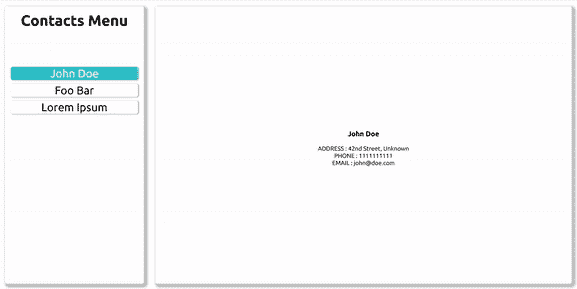 Contacts Menu
John Doe
Foo Bar
Lorem Ipsum
John Doe
ADDRESS : 42nd Street, Unknown
PHONE : 1111111111
EMAIL : john@doe.com